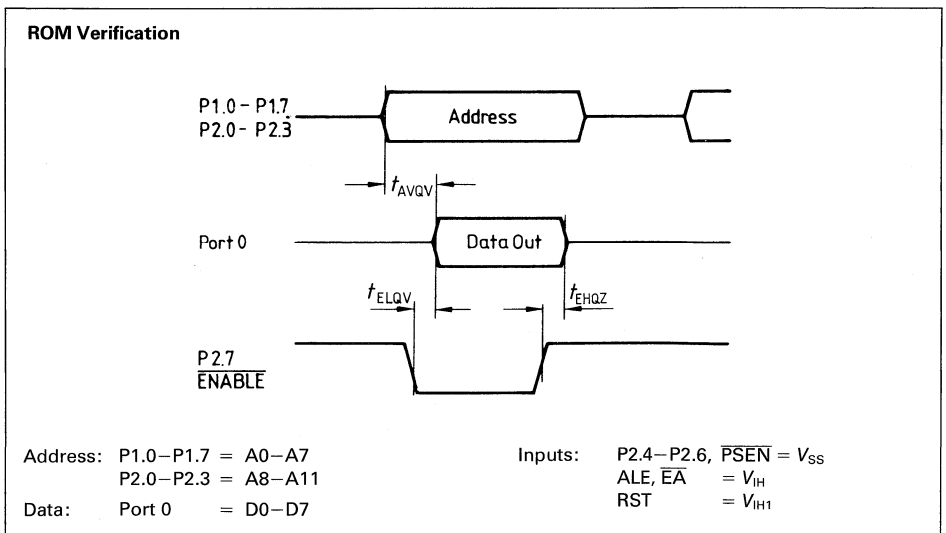 ROM Verification
P1.0 – P1.7
P2.0 – P2.3
Address
tAVQV
Port 0
Data Out
tELQV
tEHQZ
P2.7
ENABLE
Address: P1.0–P1.7 = A0–A7
P2.0–P2.3 = A8–A11
Data: Port 0 = D0–D7
Inputs: P2.4–P2.6, PSEN = VSS
ALE, EA = VIH
RST = VIH1